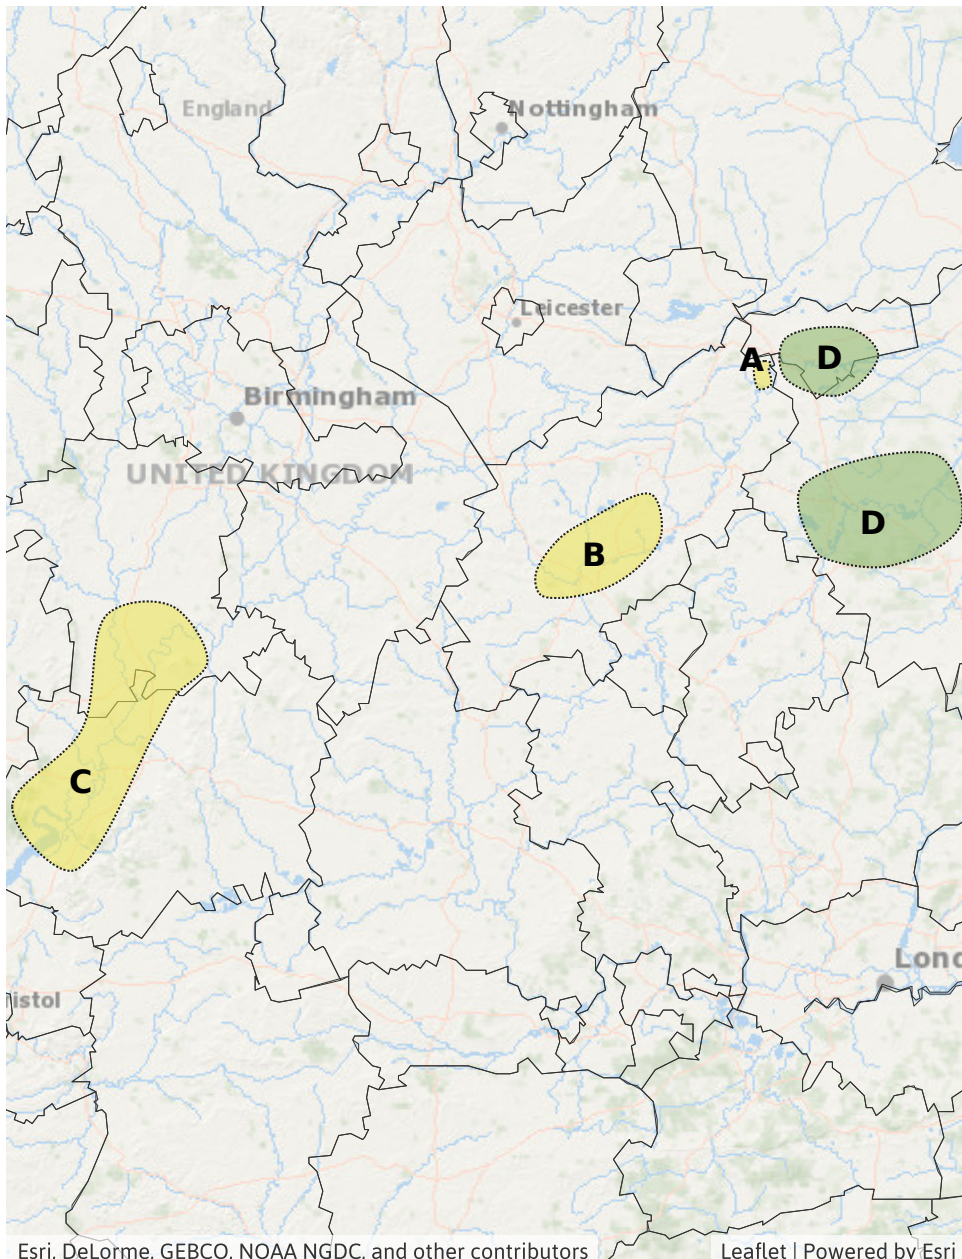 England
Nottingham
Leicester
A
D
Birmingham
UNITED KINGDOM
D
B
C
Lond
istol
Esri, DeLorme, GEBCO, NOAA NGDC, and other contributors
Leaflet | Powered by Esri